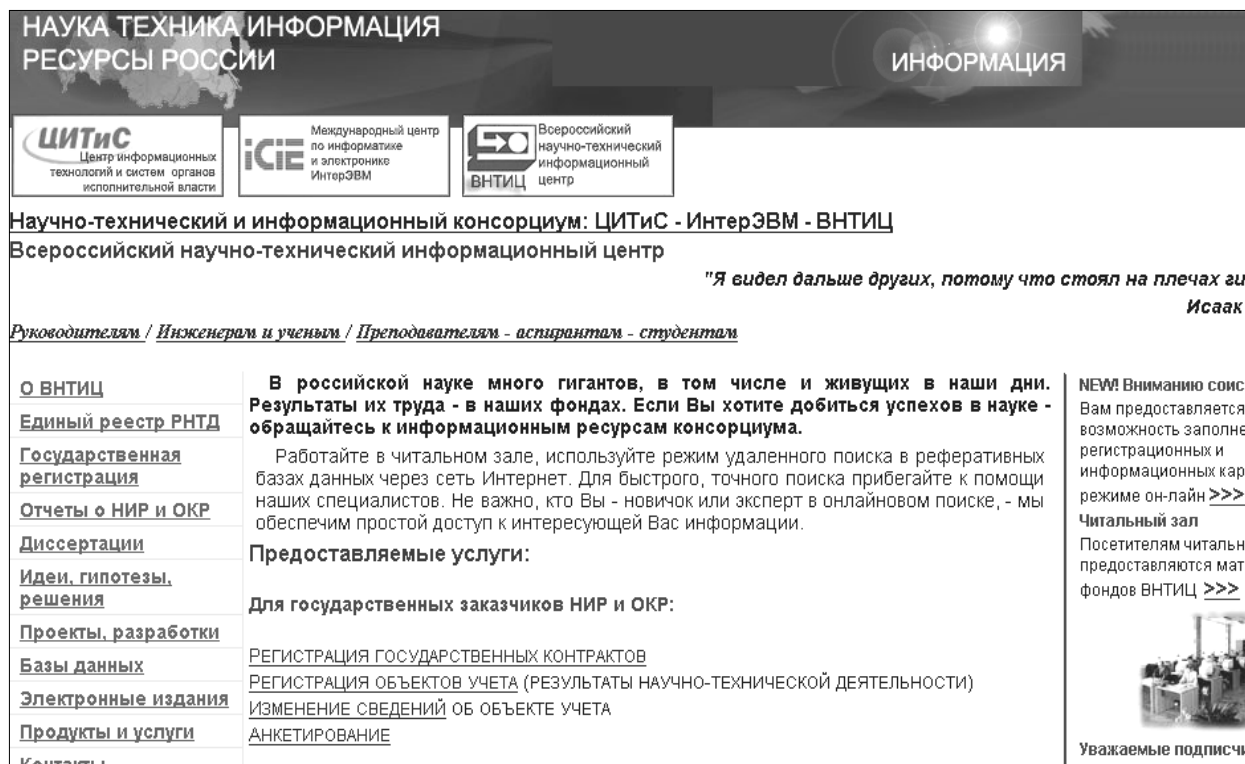 НАУКА ТЕХНИКА ИНФОРМАЦИЯ
РЕСУРСЫ РОССИИ
ИНФОРМАЦИЯ
ЦИТиС
Центр информационных
технологий и систем органов
исполнительной власти
iCiE
Международный центр
по информатике
и электронике
ИнтерЭВМ
ВНТИЦ
Всероссийский
научно-технический
информационный
центр
Научно-технический и информационный консорциум: ЦИТиС - ИнтерЭВМ - ВНТИЦ
Всероссийский научно-технический информационный центр
"Я видел дальше других, потому что стоял на плечах ги
Исаак
Руководителям / Инженерам и ученым / Преподавателям - аспирантам - студентам
О ВНТИЦ
Единый реестр РНТД
Государственная
регистрация
Отчеты о НИР и ОКР
Диссертации
Идеи, гипотезы,
решения
Проекты, разработки
Базы данных
Электронные издания
Продукты и услуги
В российской науке много гигантов, в том числе и живущих в наши дни.
Результаты их труда - в наших фондах. Если Вы хотите добиться успехов в науке -
обращайтесь к информационным ресурсам консорциума.
Работайте в читальном зале, используйте режим удаленного поиска в реферативных
базах данных через сеть Интернет. Для быстрого, точного поиска прибегайте к помощи
наших специалистов. Не важно, кто Вы - новичок или эксперт в онлайновом поиске, - мы
обеспечим простой доступ к интересующей Вас информации.
Предоставляемые услуги:
Для государственных заказчиков НИР и ОКР:
РЕГИСТРАЦИЯ ГОСУДАРСТВЕННЫХ КОНТРАКТОВ
РЕГИСТРАЦИЯ ОБЪЕКТОВ УЧЕТА (РЕЗУЛЬТАТЫ НАУЧНО-ТЕХНИЧЕСКОЙ ДЕЯТЕЛЬНОСТИ)
ИЗМЕНЕНИЕ СВЕДЕНИЙ ОБ ОБЪЕКТЕ УЧЕТА
АНКЕТИРОВАНИЕ
NEW! Вниманию соис
Вам предоставляется
возможность заполне
регистрационных и
информационных кар
режиме он-лайн >>>
Читальный зал
Посетителям читальн
предоставляются мат
фондов ВНТИЦ >>>
Уважаемые подписчи